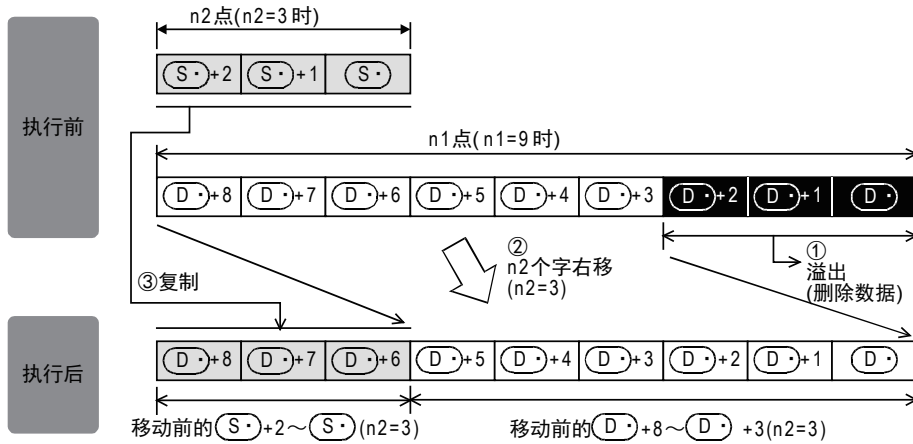 n2点(n2=3时)
S·+2 S·+1 S·
执行前
n1点(n1=9时)
D·+8 D·+7 D·+6 D·+5 D·+4 D·+3 D·+2 D·+1 D·
③复制
②
n2个字右移
(n2=3)
①
溢出
(删除数据)
执行后
D·+8 D·+7 D·+6 D·+5 D·+4 D·+3 D·+2 D·+1 D·
移动前的S·+2～S·(n2=3)
移动前的D·+8～D·+3(n2=3)